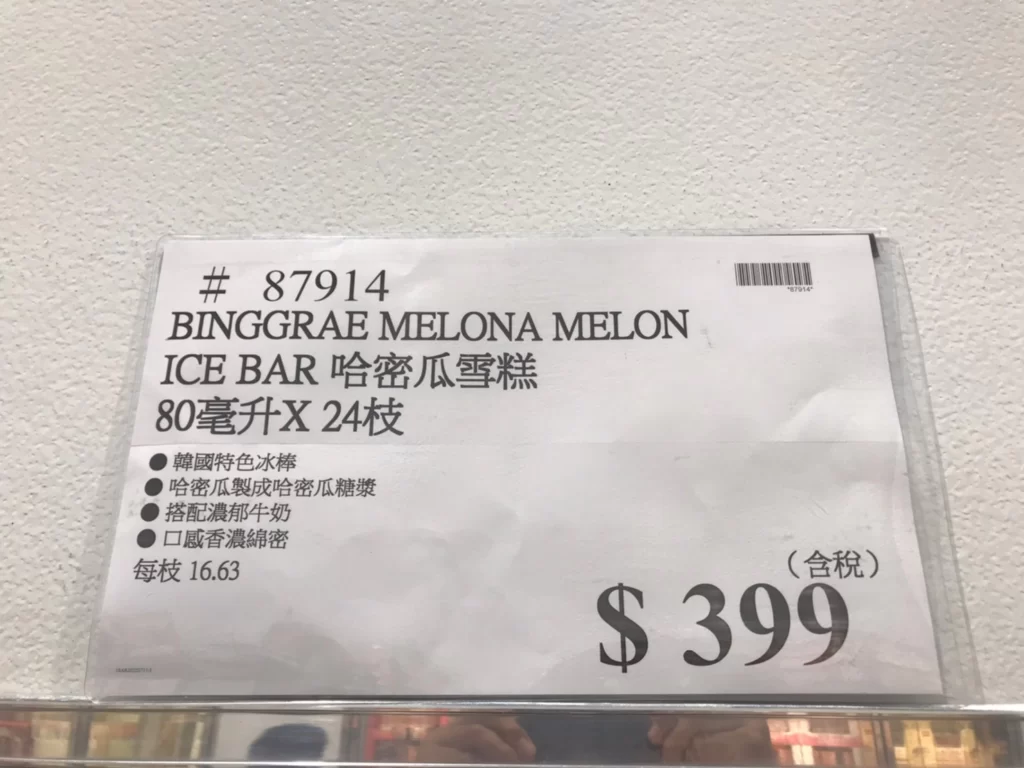 # 87914
*87914*
BINGGRAE MELONA MELON
ICE BAR 哈密瓜雪糕
80毫升X 24枝
● 韓國特色冰棒
● 哈密瓜製成哈密瓜糖漿
● 搭配濃郁牛奶
● 口感香濃綿密
每枝 16.63
（含稅）
$ 399